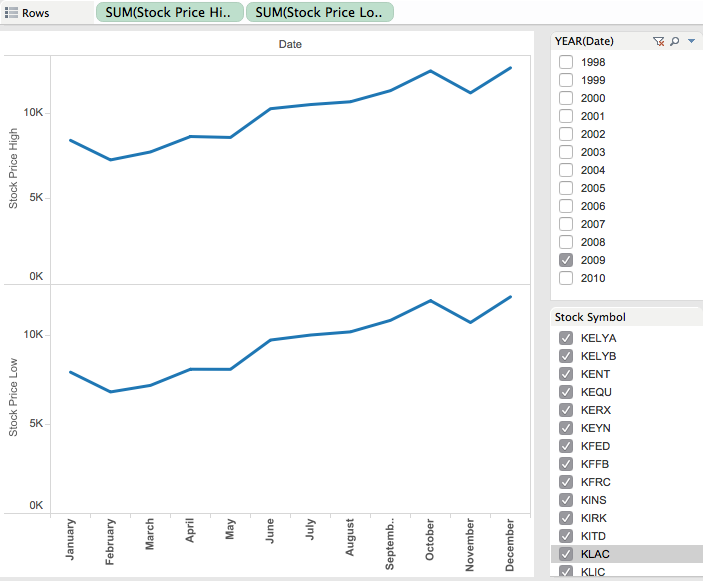 Rows SUM(Stock Price Hi.. SUM(Stock Price Lo..
Date
Stock Price High
10K
5K
0K
Stock Price Low
10K
5K
0K
January
February
March
April
May
June
July
August
Septemb..
October
November
December
YEAR(Date)
1998
1999
2000
2001
2002
2003
2004
2005
2006
2007
2008
2009
2010
Stock Symbol
KELYA
KELYB
KENT
KEQU
KERX
KEYN
KFED
KFFB
KFRC
KINS
KIRK
KITD
KLAC
KLIC